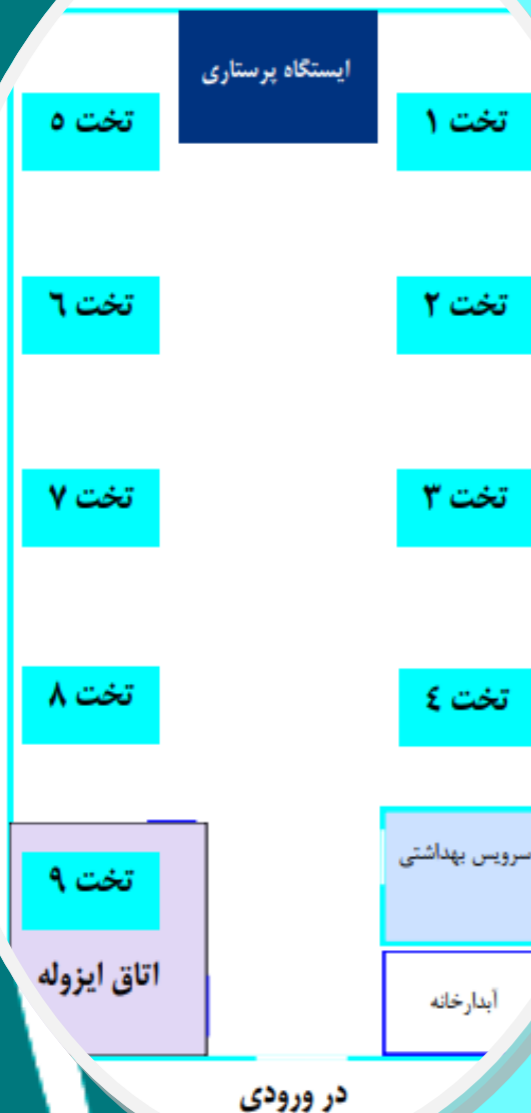 ایستگاه پرستاری
تخت ۱
تخت ۵
تخت ۲
تخت ٦
تخت ۳
تخت ۷
تخت ٤
تخت ۸
سرویس بهداشتی
تخت ۹
اتاق ایزوله
آبدارخانه
در ورودی